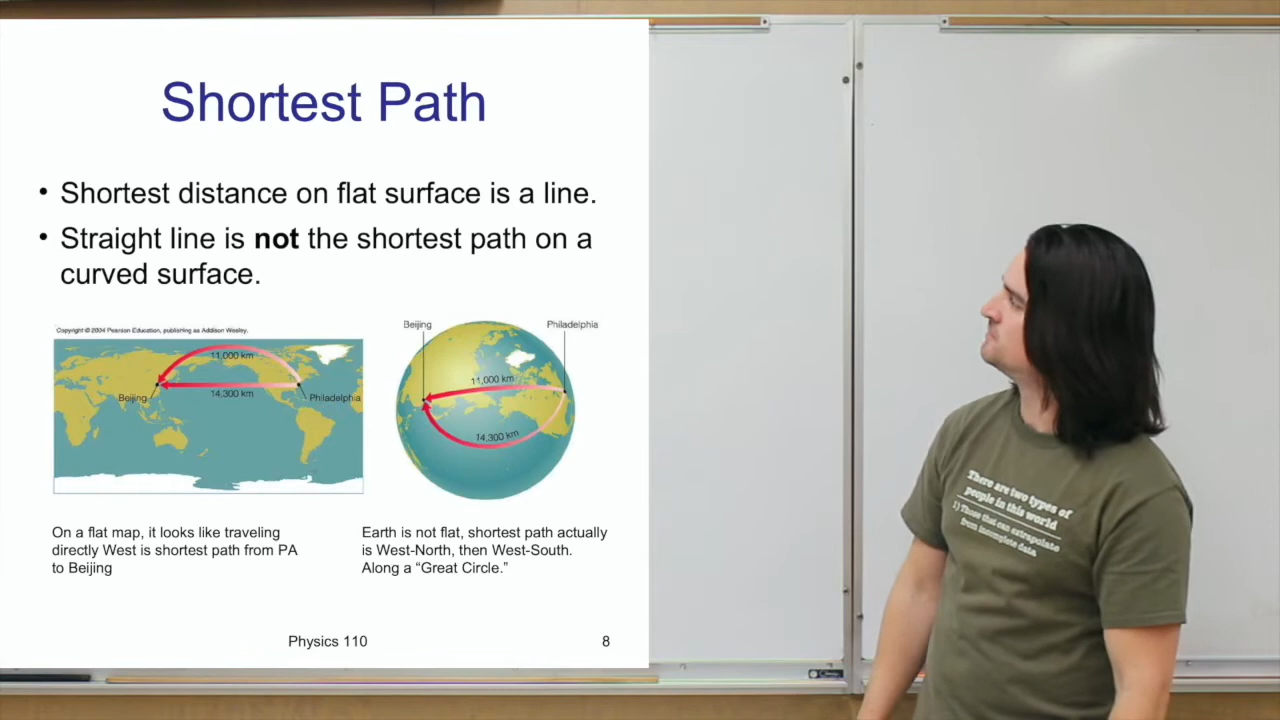 Shortest Path
• Shortest distance on flat surface is a line.
• Straight line is not the shortest path on a
curved surface.
Copyright © 2004 Pearson Education, publishing as Addison Wesley.
11,000 km
14,300 km
Beijing
Philadelphia
Beijing
Philadelphia
11,000 km
14,300 km
On a flat map, it looks like traveling
directly West is shortest path from PA
to Beijing
Earth is not flat, shortest path actually
is West-North, then West-South.
Along a “Great Circle.”
Physics 110
8
There are two types of
people in this world
1) Those that can extrapolate
from incomplete data